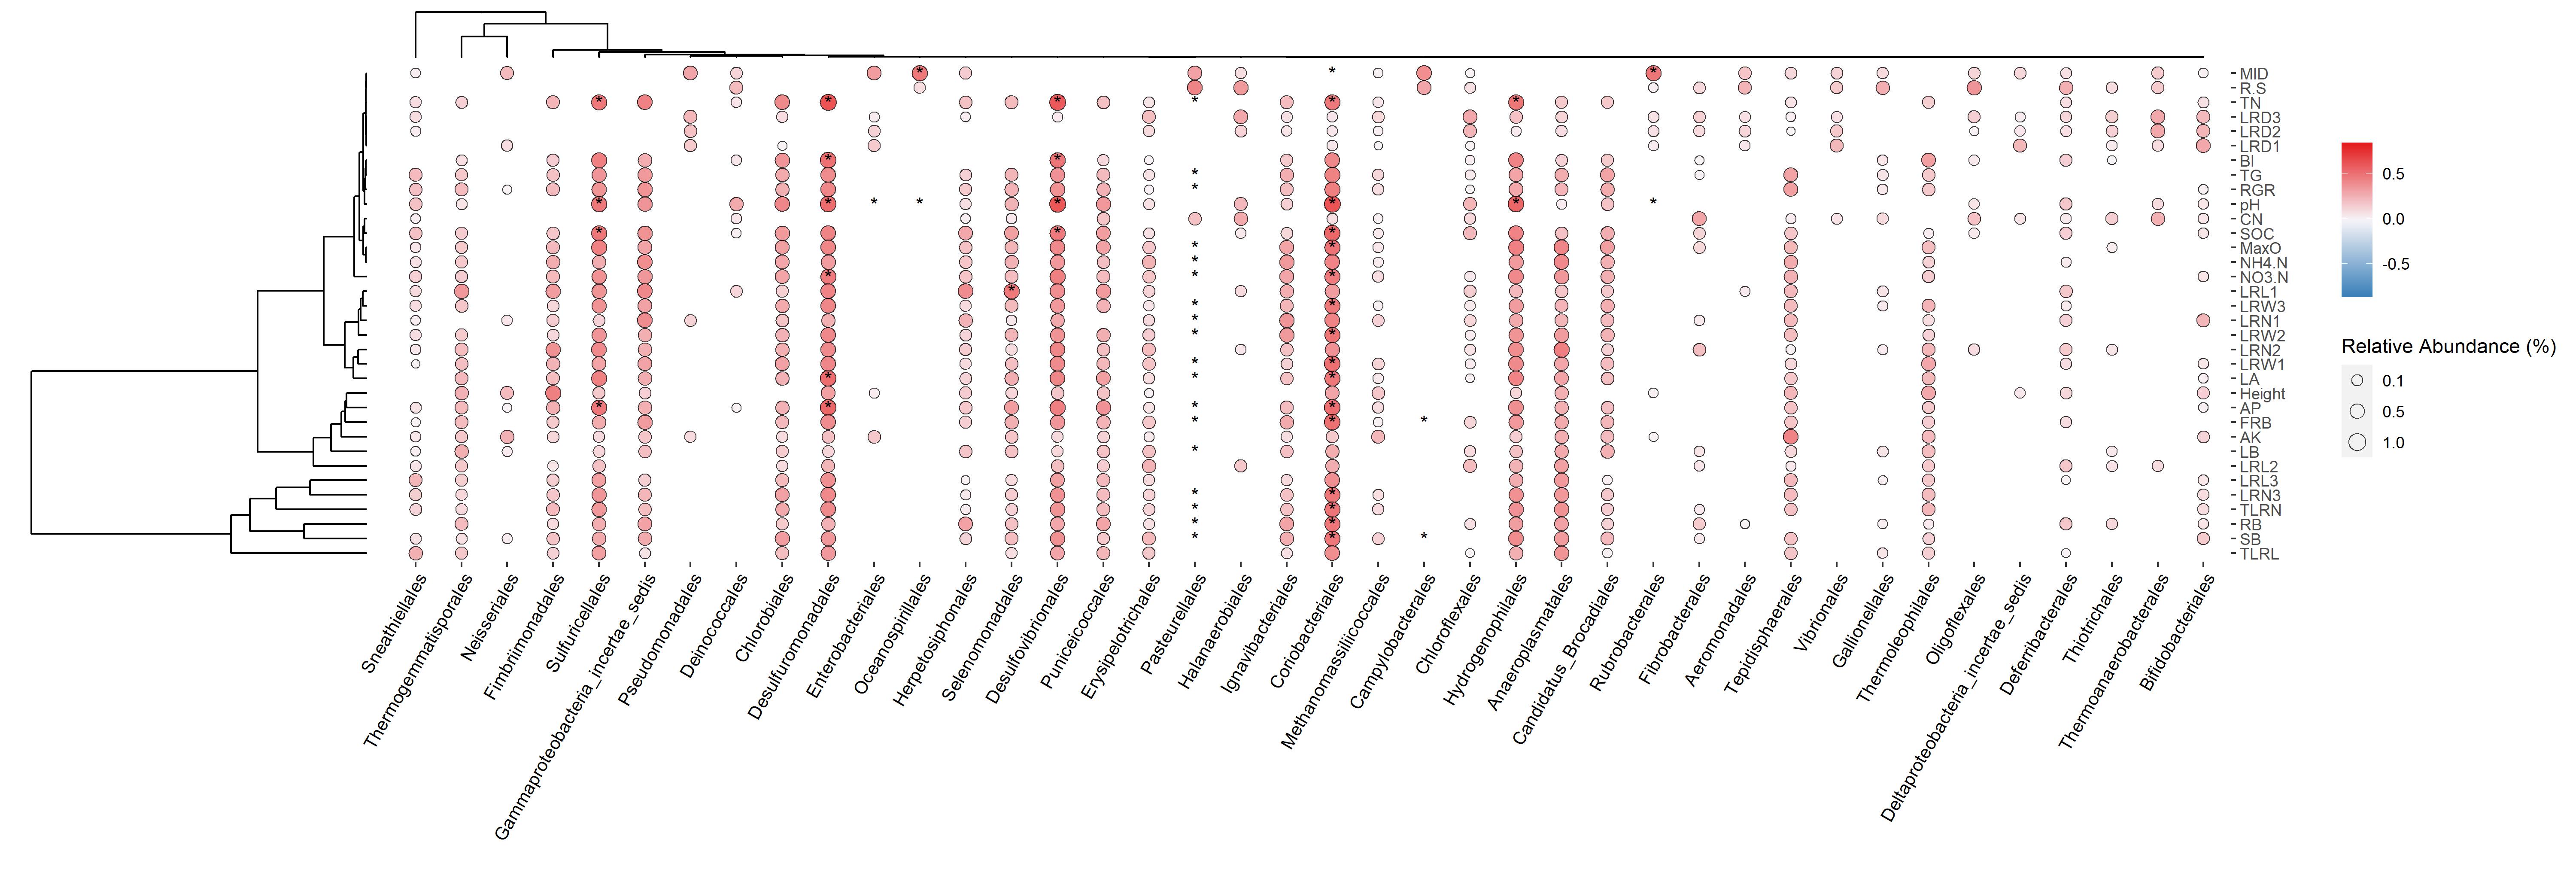 MID
R.S
TN
LRD3
LRD2
LRD1
BI
TG
RGR
pH
CN
SOC
MaxO
NH4.N
NO3.N
LRL1
LRW3
LRN1
LRW2
LRN2
LRW1
LA
Height
AP
FRB
AK
LB
LRL2
LRL3
LRN3
TLRN
RB
SB
TLRL
Sneathiellales
Thermogemmatisporales
Neisseriales
Fimbriimonadales
Sulfuricellales
Gammaproteobacteria_incertae_sedis
Pseudomonadales
Deinococcales
Chlorobiales
Desulfuromonadales
Enterobacteriales
Oceanospirillales
Herpetosiphonales
Selenomonadales
Desulfovibrionales
Puniceicoccales
Erysipelotrichales
Pasteurellales
Halanaerobiales
Ignavibacteriales
Coriobacteriales
Methanomassiliicoccales
Campylobacterales
Chloroflexales
Hydrogenophilales
Anaeroplasmatales
Candidatus_Brocadiales
Rubrobacterales
Fibrobacterales
Aeromonadales
Tepidisphaerales
Vibrionales
Gallionellales
Thermoleophilales
Oligoflexales
Deltaproteobacteria_incertae_sedis
Deferribacterales
Thiotrichales
Thermoanaerobacterales
Bifidobacteriales
0.5
0.0
-0.5
Relative Abundance (%)
0.1
0.5
1.0